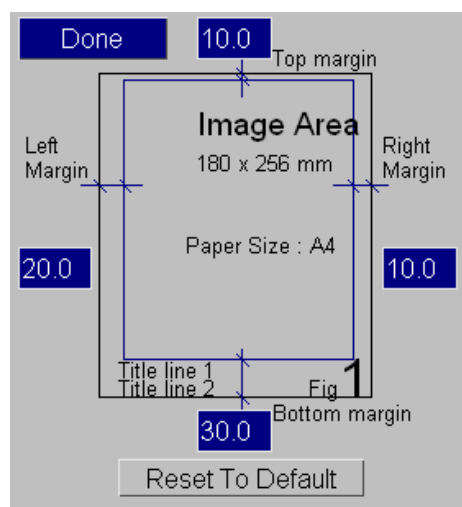 Done
10.0
Top margin
Image Area
180 x 256 mm
Left
Margin
Right
Margin
Paper Size : A4
20.0
10.0
Title line 1
Title line 2
Fig 1
Bottom margin
30.0
Reset To Default